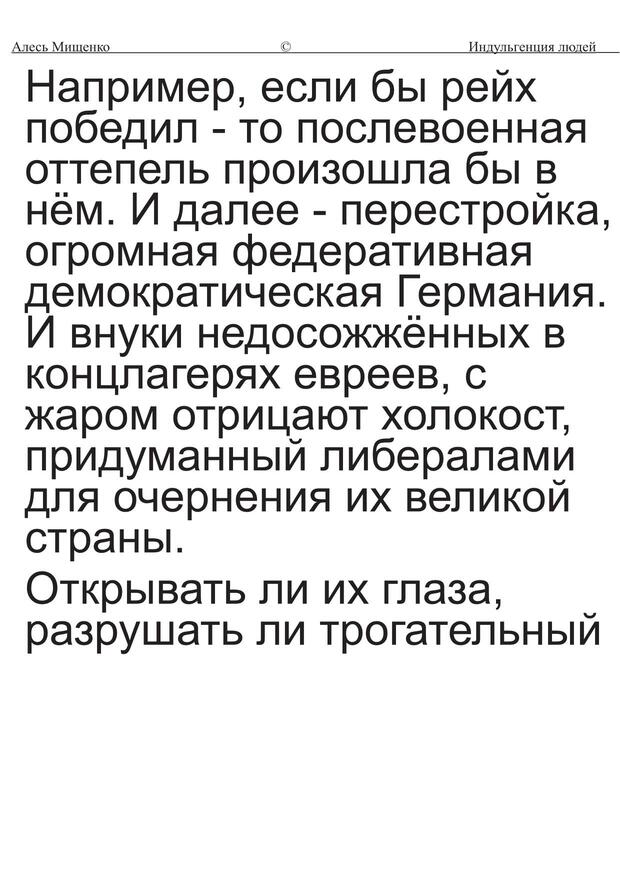 Алесь Мищенко © Индульгенция людей
Например, если бы рейх
победил - то послевоенная
оттепель произошла бы в
нём. И далее - перестройка,
огромная федеративная
демократическая Германия.
И внуки недосожжённых в
концлагерях евреев, с
жаром отрицают холокост,
придуманный либералами
для очернения их великой
страны.
Открывать ли их глаза,
разрушать ли трогательный